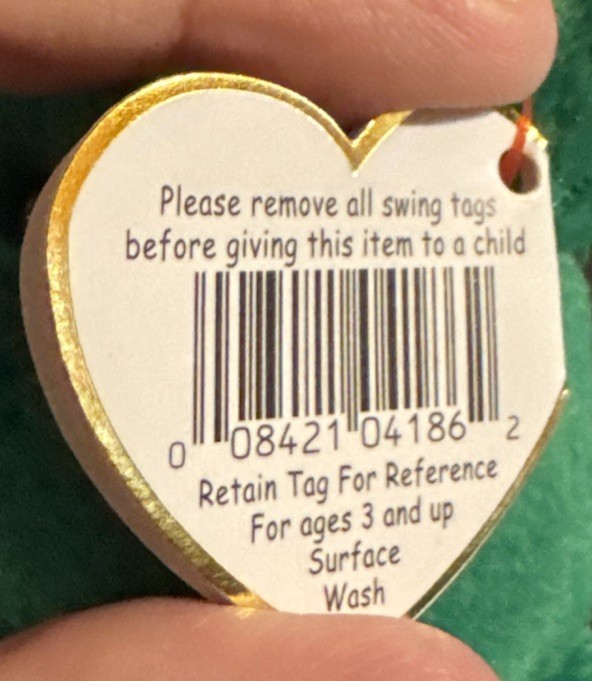 Please remove all swing tags
before giving this item to a child
0 08421 04186 2
Retain Tag For Reference
For ages 3 and up
Surface
Wash